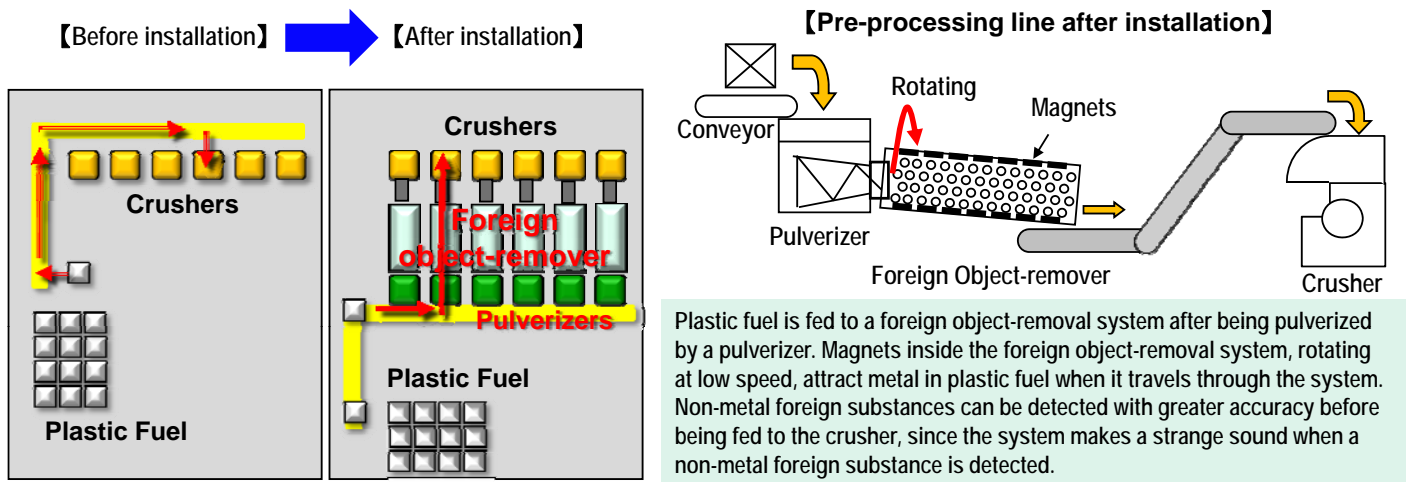 【Before installation】
【After installation】
Crushers
Plastic Fuel
Crushers
Foreign
object-remover
Pulverizers
Plastic Fuel
【Pre-processing line after installation】
Rotating
Magnets
Conveyor
Pulverizer
Foreign Object-remover
Crusher
Plastic fuel is fed to a foreign object-removal system after being pulverized
by a pulverizer. Magnets inside the foreign object-removal system, rotating
at low speed, attract metal in plastic fuel when it travels through the system.
Non-metal foreign substances can be detected with greater accuracy before
being fed to the crusher, since the system makes a strange sound when a
non-metal foreign substance is detected.